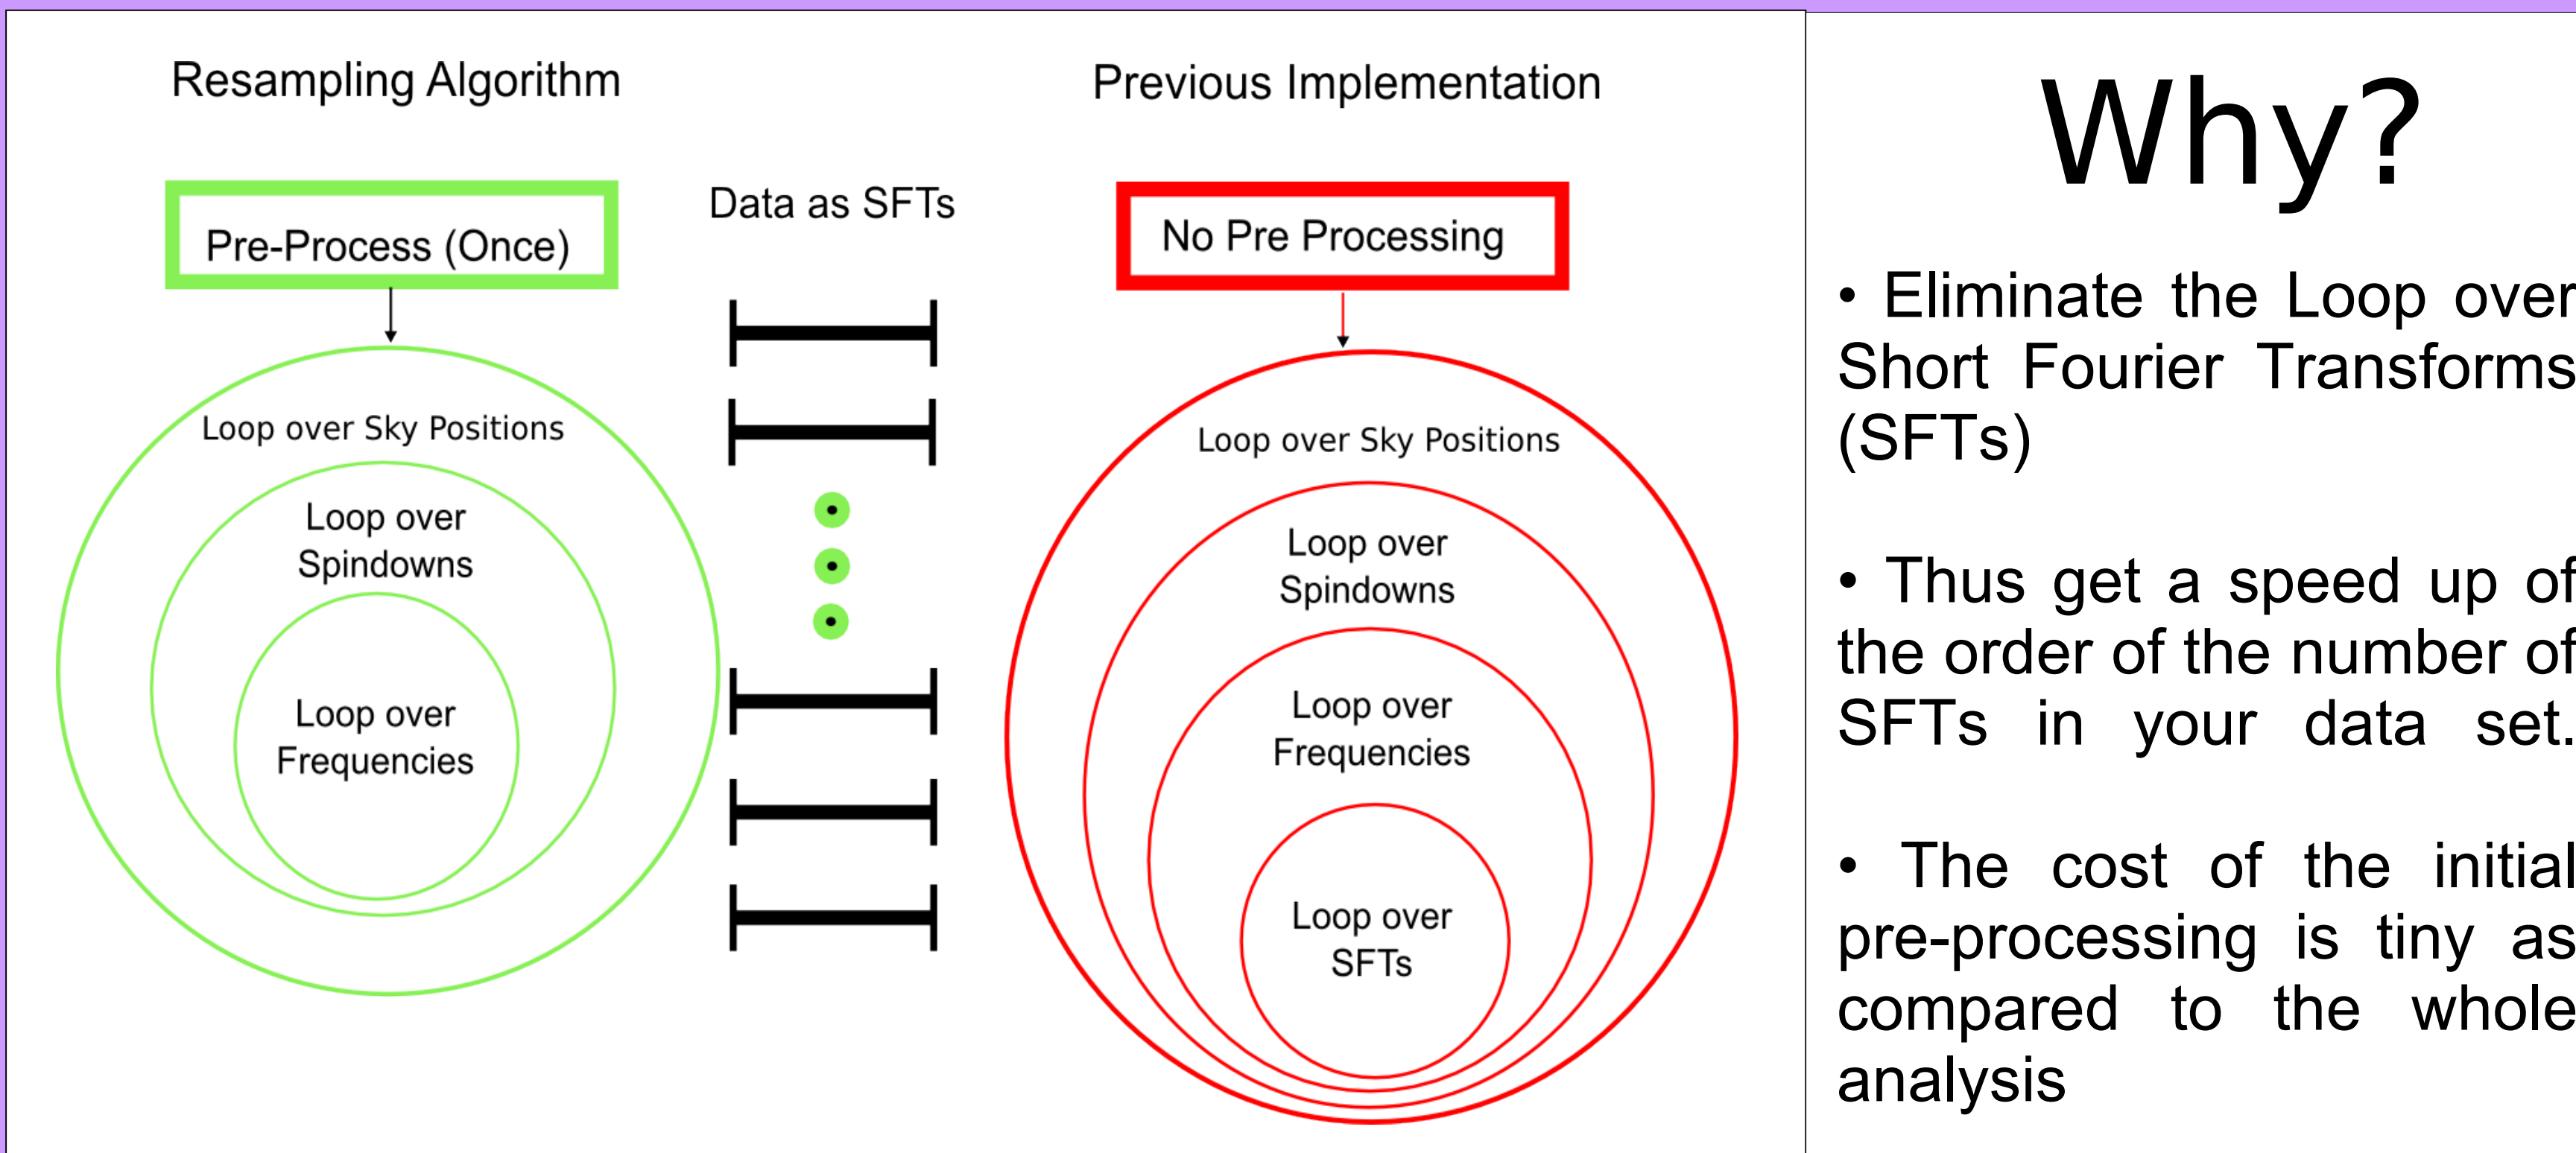 Resampling Algorithm
Pre-Process (Once)
Loop over Sky Positions
Loop over
Spindowns
Loop over
Frequencies
Data as SFTs
Previous Implementation
No Pre Processing
Loop over Sky Positions
Loop over
Spindowns
Loop over
Frequencies
Loop over
SFTs
Why?
• Eliminate the Loop over
Short Fourier Transforms
(SFTs)
• Thus get a speed up of
the order of the number of
SFTs in your data set.
• The cost of the initial
pre-processing is tiny as
compared to the whole
analysis